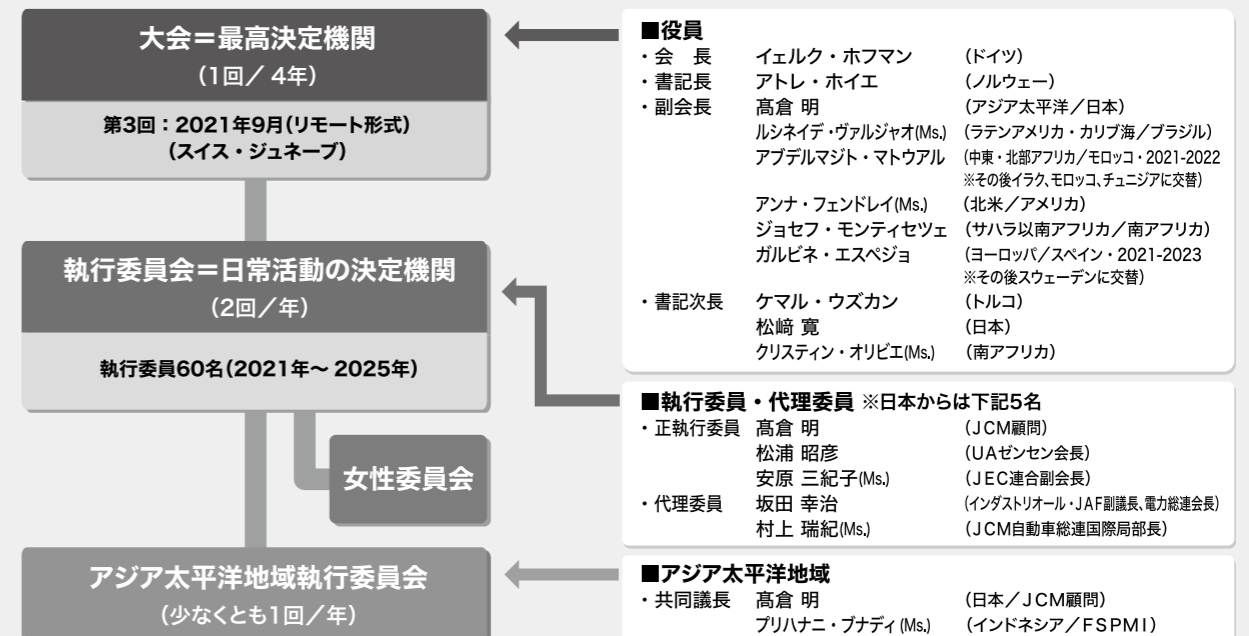 大会＝最高決定機関
（1回／4年）
第3回：2021年9月（リモート形式）
（スイス・ジュネーブ）
執行委員会＝日常活動の決定機関
（2回／年）
執行委員60名（2021年〜2025年）
女性委員会
アジア太平洋地域執行委員会
（少なくとも1回／年）
■役員
・会　長　イェルク・ホフマン　（ドイツ）
・書記長　アトレ・ホイエ　（ノルウェー）
・副会長　髙倉 明　（アジア太平洋／日本）
ルシネイデ・ヴァルジャオ(Ms.)　（ラテンアメリカ・カリブ海／ブラジル）
アブデルマジト・マトウアル　（中東・北部アフリカ／モロッコ・2021-2022
※その後イラク、モロッコ、チュニジアに交替）
アンナ・フェンドレイ(Ms.)　（北米／アメリカ）
ジョセフ・モンティセツェ　（サハラ以南アフリカ／南アフリカ）
ガルビネ・エスペジョ　（ヨーロッパ／スペイン・2021-2023
※その後スウェーデンに交替）
・書記次長　ケマル・ウズカン　（トルコ）
松﨑 寛　（日本）
クリスティン・オリビエ(Ms.)　（南アフリカ）
■執行委員・代理委員 ※日本からは下記5名
・正執行委員　髙倉 明　（JCM顧問）
松浦 昭彦　（UAゼンセン会長）
安原 三紀子(Ms.)　（JEC連合副会長）
・代理委員　坂田 幸治　（インダストリオール・JAF副議長、電力総連会長）
村上 瑞紀(Ms.)　（JCM自動車総連国際局部長）
■アジア太平洋地域
・共同議長　髙倉 明　（日本／JCM顧問）
プリハナニ・ブナディ(Ms.)　（インドネシア／FSPMI）